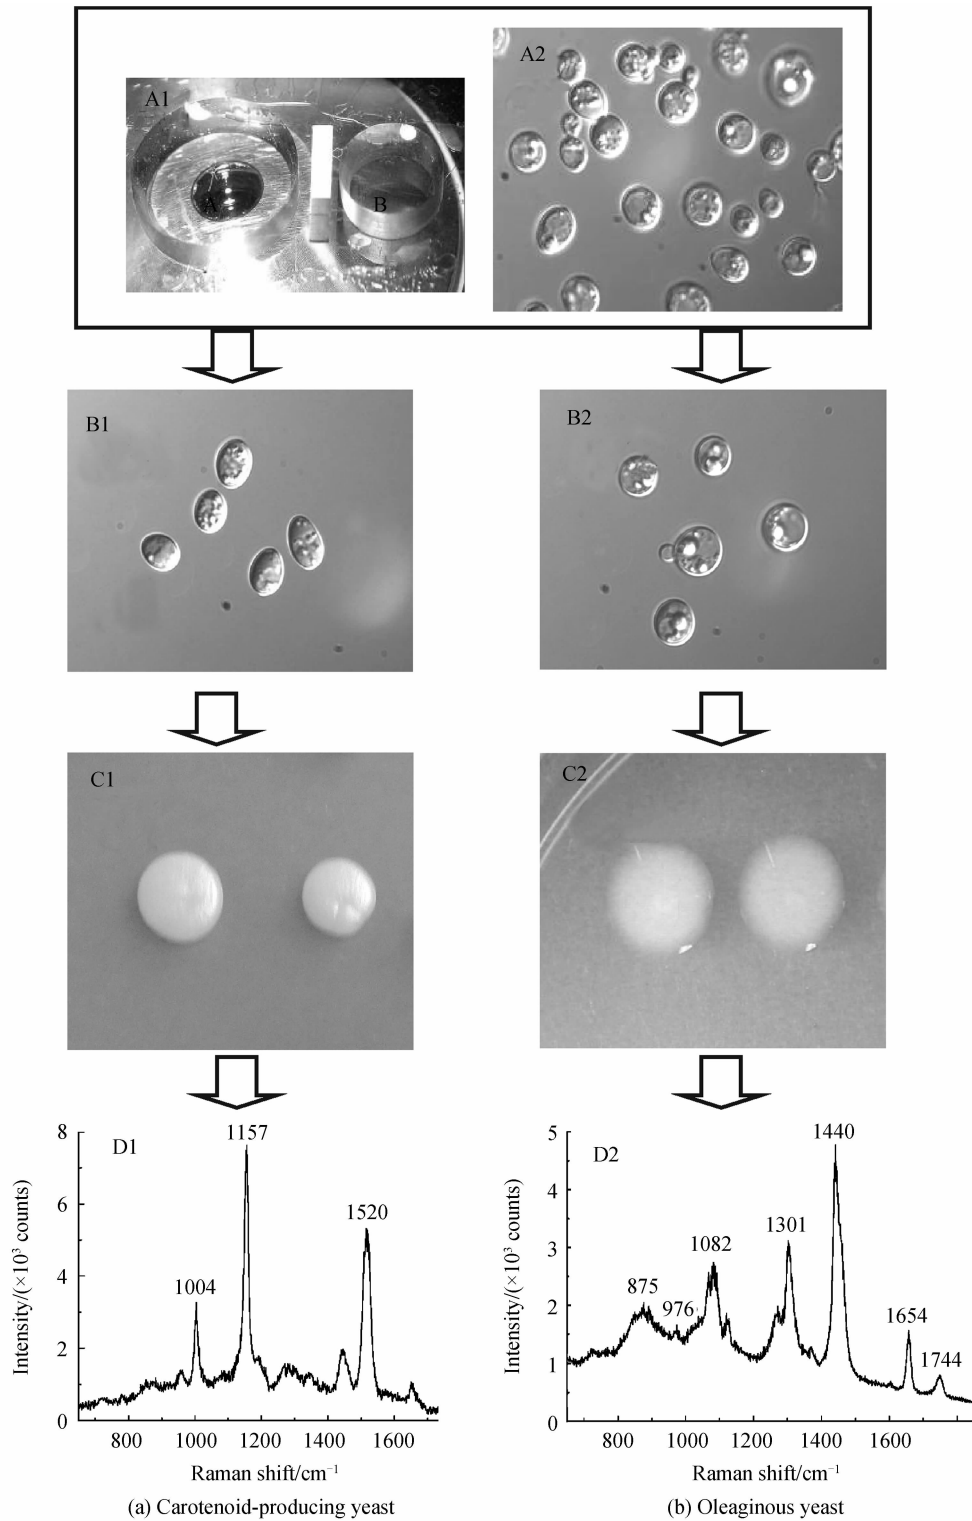 A1
A2
A
B
B1
B2
C1
C2
D1
1157
1520
1004
Intensity/(×10³ counts)
8
6
4
2
0
800 1000 1200 1400 1600
Raman shift/cm⁻¹
(a) Carotenoid-producing yeast
D2
1440
1301
1082
875
976
1654
1744
Intensity/(×10³ counts)
5
4
3
2
1
0
800 1000 1200 1400 1600
Raman shift/cm⁻¹
(b) Oleaginous yeast